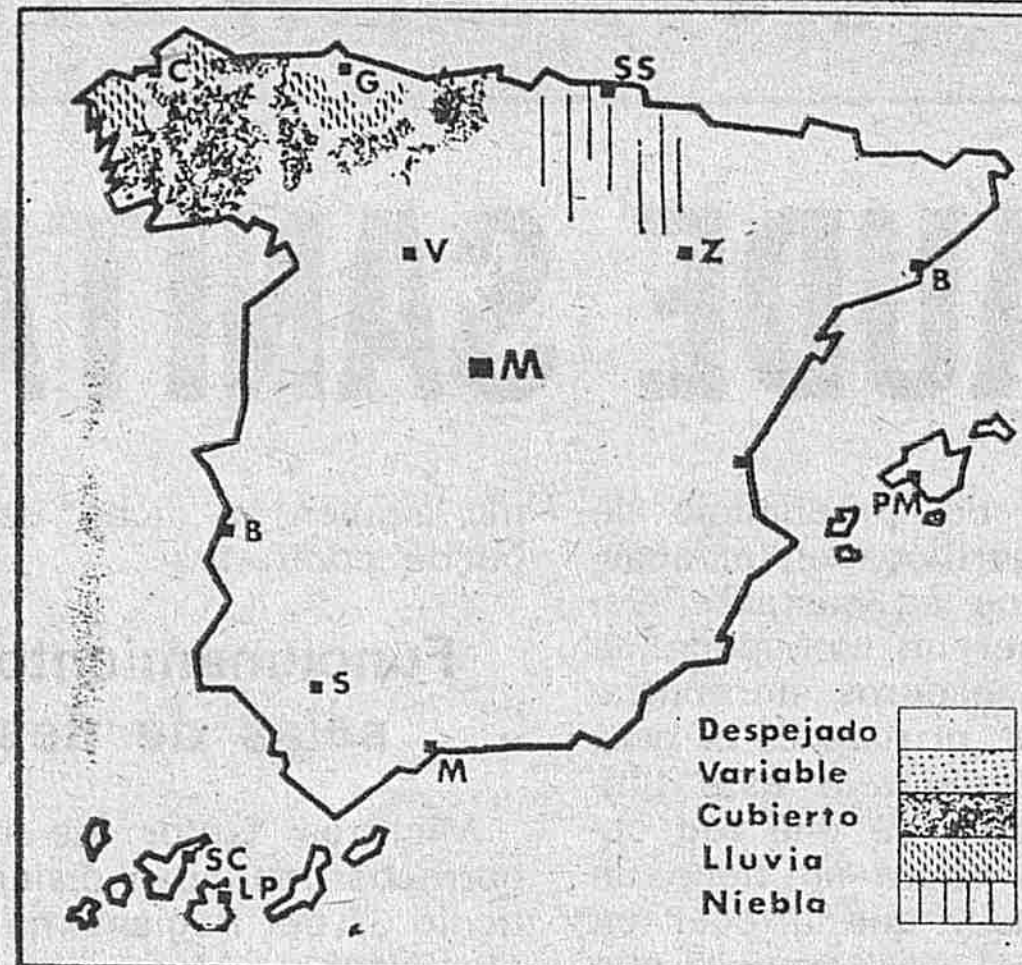 C
G
SS
V
Z
B
M
PM
B
S
M
SC
LP
Despejado
Variable
Cubierto
Lluvia
Niebla